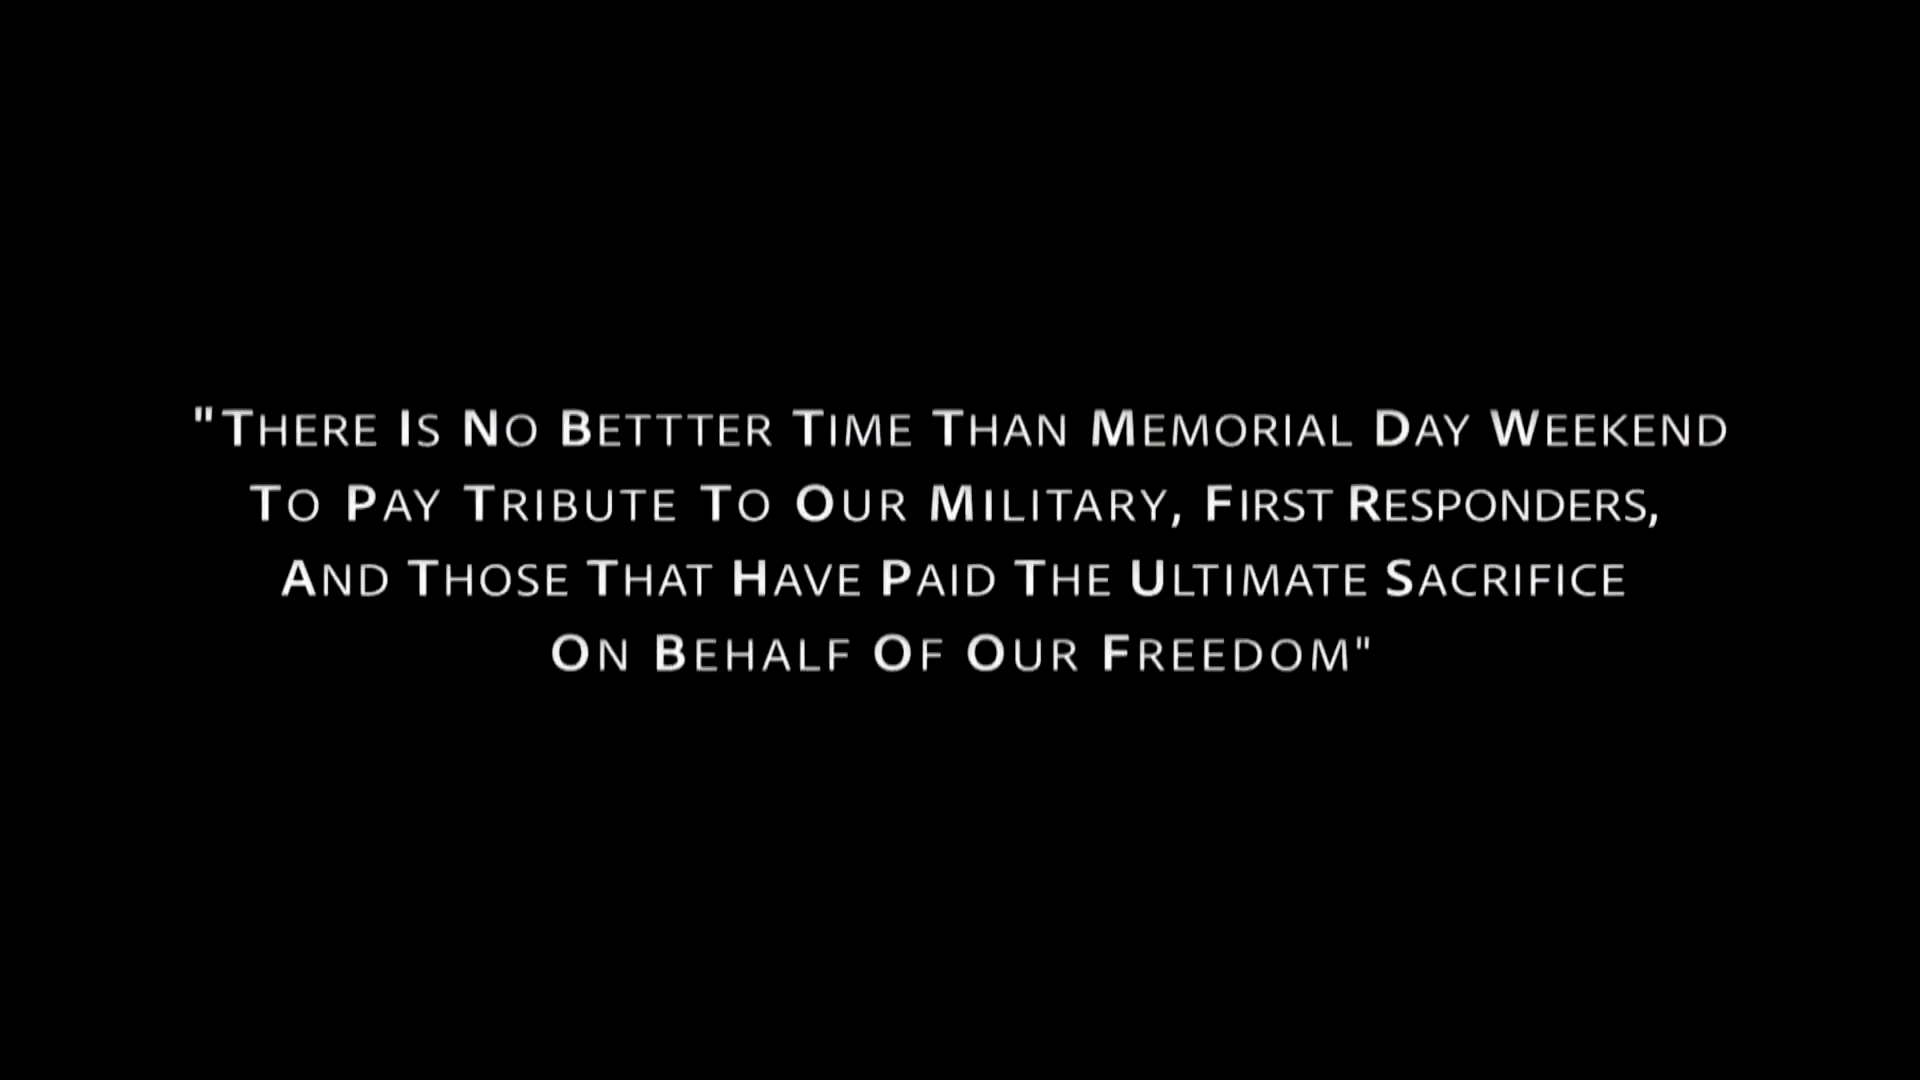 "There Is No Bettter Time Than Memorial Day Weekend
To Pay Tribute To Our Military, First Responders,
And Those That Have Paid The Ultimate Sacrifice
On Behalf Of Our Freedom"